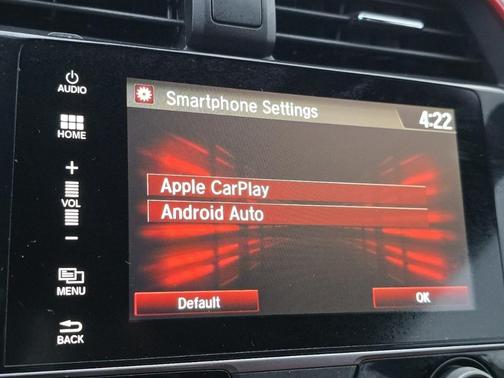 AUDIO
Smartphone Settings
4:22
HOME
+
VOL
Apple CarPlay
Android Auto
−
MENU
Default
OK
BACK